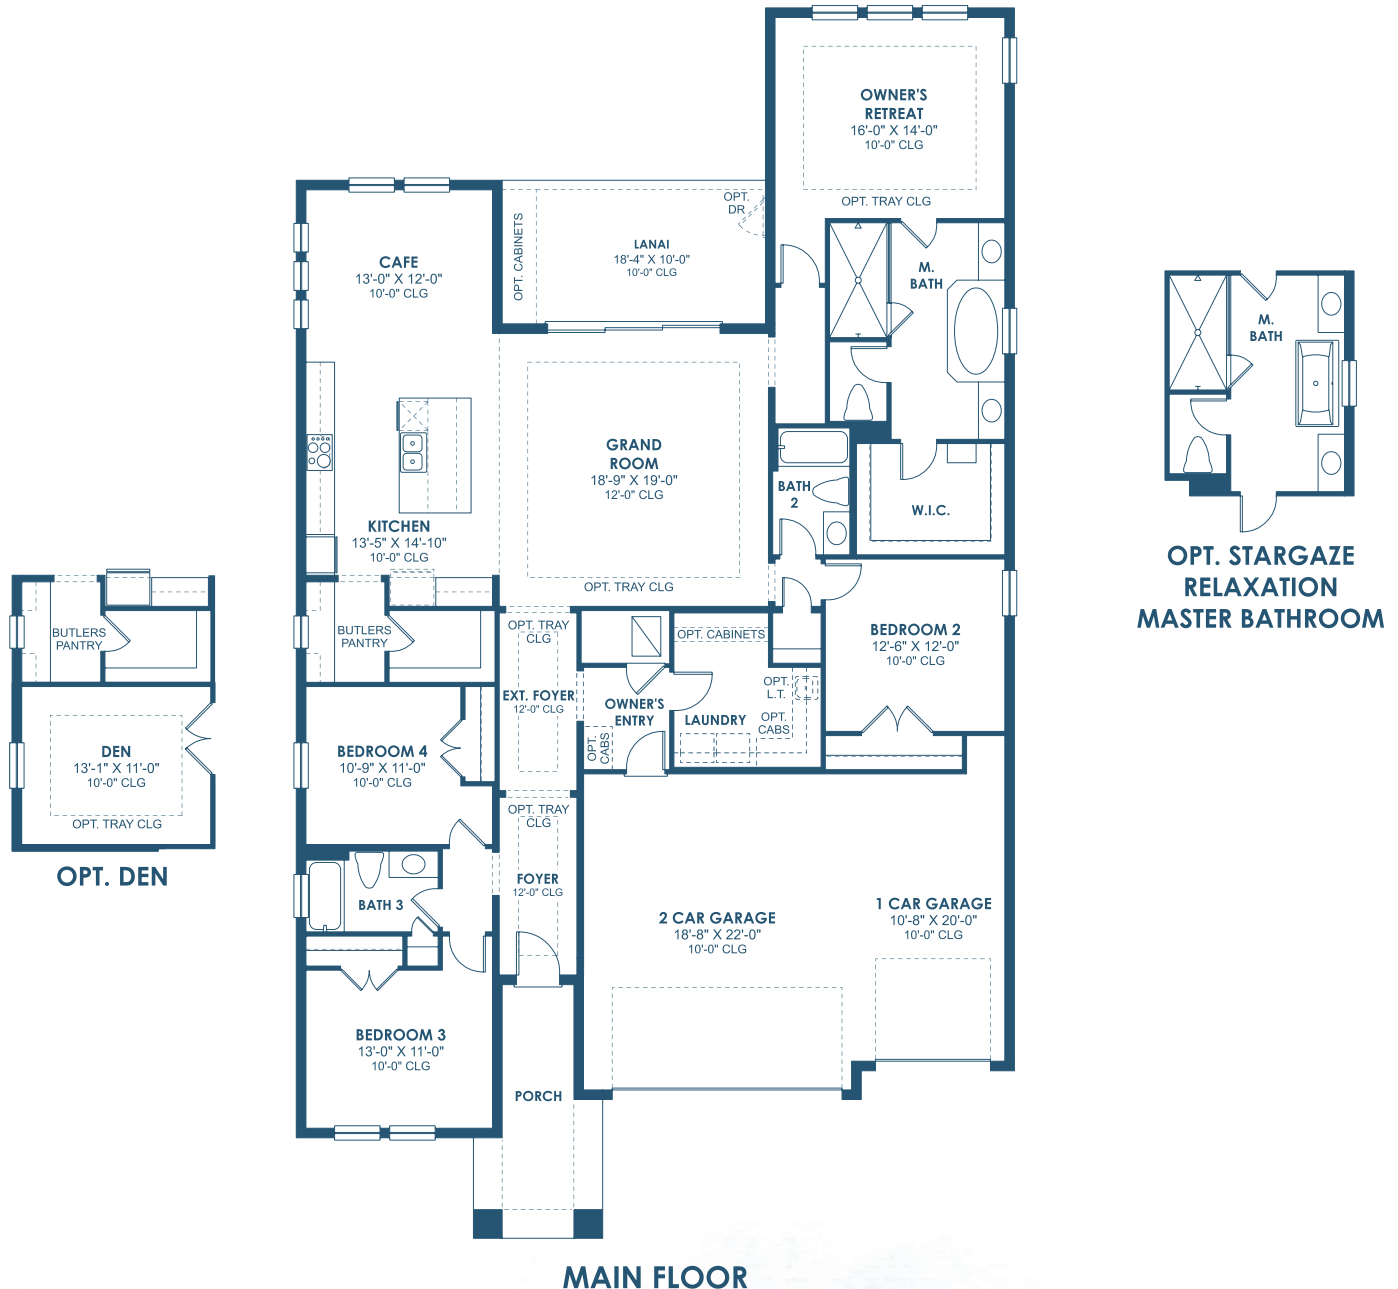 OWNER'S
RETREAT
16'-0" X 14'-0"
10'-0" CLG
OPT. TRAY CLG
OPT.
DR
OPT. CABINETS
LANAI
18'-4" X 10'-0"
10'-0" CLG
CAFE
13'-0" X 12'-0"
10'-0" CLG
M.
BATH
M.
BATH
GRAND
ROOM
18'-9" X 19'-0"
12'-0" CLG
OPT. TRAY CLG
BATH
2
W.I.C.
KITCHEN
13'-5" X 14'-10"
10'-0" CLG
OPT. STARGAZE
RELAXATION
MASTER BATHROOM
BUTLERS
PANTRY
BUTLERS
PANTRY
OPT. TRAY
CLG
OPT. CABINETS
BEDROOM 2
12'-6" X 12'-0"
10'-0" CLG
EXT. FOYER
12'-0" CLG
OWNER'S
ENTRY
OPT.
CABS
LAUNDRY
OPT.
L.T.
OPT.
CABS
DEN
13'-1" X 11'-0"
10'-0" CLG
OPT. TRAY CLG
OPT. DEN
BEDROOM 4
10'-9" X 11'-0"
10'-0" CLG
OPT. TRAY
CLG
FOYER
12'-0" CLG
BATH 3
2 CAR GARAGE
18'-8" X 22'-0"
10'-0" CLG
1 CAR GARAGE
10'-8" X 20'-0"
10'-0" CLG
BEDROOM 3
13'-0" X 11'-0"
10'-0" CLG
PORCH
MAIN FLOOR